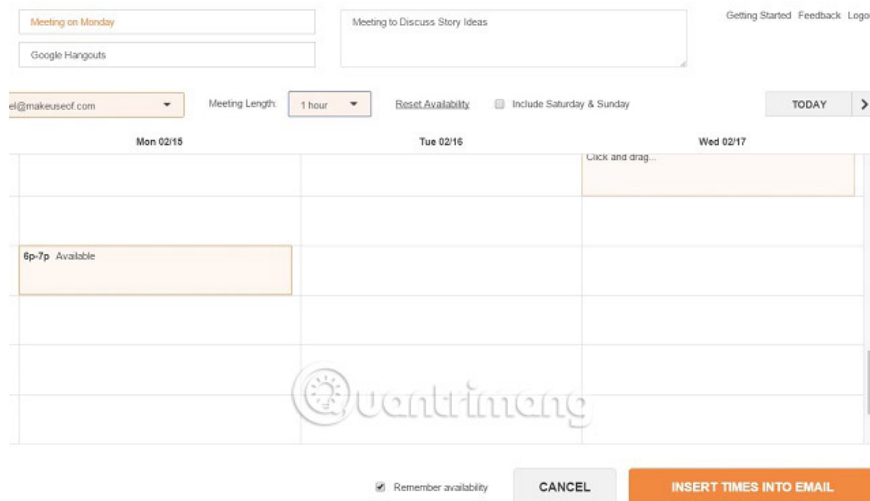 Meeting on Monday
Meeting to Discuss Story Ideas
Getting Started Feedback Logo
Google Hangouts
el@makeuseof.com
Meeting Length: 1 hour Reset Availability Include Saturday & Sunday TODAY
Mon 02/15 Tue 02/16 Wed 02/17
Click and drag...
6p-7p Available
Quantrimang
Remember availability CANCEL INSERT TIMES INTO EMAIL